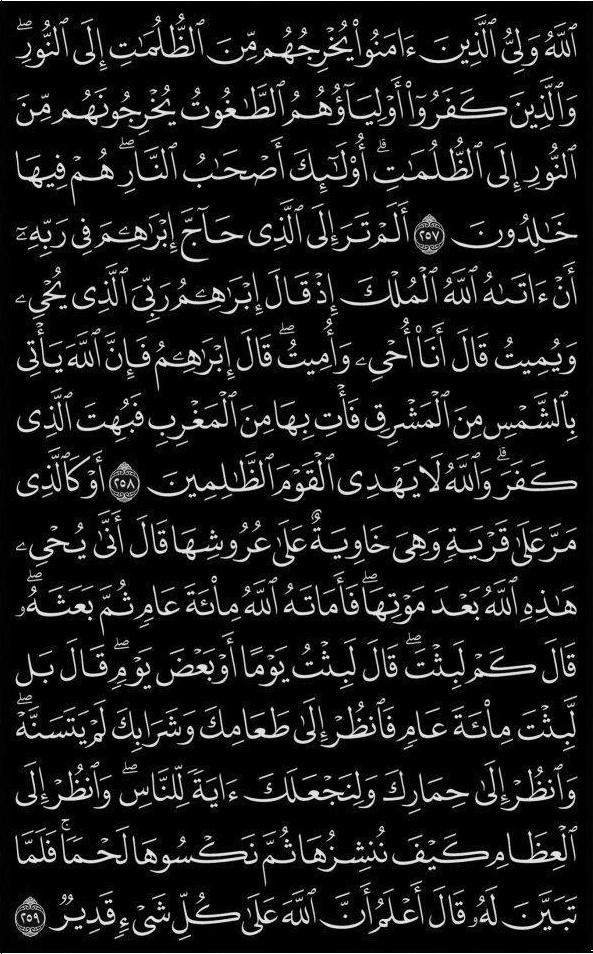 ٱللَّهُ وَلِيُّ ٱلَّذِينَ ءَامَنُوا۟ يُخْرِجُهُم مِّنَ ٱلظُّلُمَـٰتِ إِلَى ٱلنُّورِ ۖ
وَٱلَّذِينَ كَفَرُوٓا۟ أَوْلِيَآؤُهُمُ ٱلطَّـٰغُوتُ يُخْرِجُونَهُم مِّنَ
ٱلنُّورِ إِلَى ٱلظُّلُمَـٰتِ ۗ أُو۟لَـٰٓئِكَ أَصْحَـٰبُ ٱلنَّارِ ۖ هُمْ فِيهَا
خَـٰلِدُونَ ٢٥٧ أَلَمْ تَرَ إِلَى ٱلَّذِى حَآجَّ إِبْرَٰهِـۧمَ فِى رَبِّهِۦٓ
أَنْ ءَاتَىٰهُ ٱللَّهُ ٱلْمُلْكَ إِذْ قَالَ إِبْرَٰهِـۧمُ رَبِّىَ ٱلَّذِى يُحْىِۦ
وَيُمِيتُ قَالَ أَنَا۠ أُحْىِۦ وَأُمِيتُ ۖ قَالَ إِبْرَٰهِـۧمُ فَإِنَّ ٱللَّهَ يَأْتِى
بِٱلشَّمْسِ مِنَ ٱلْمَشْرِقِ فَأْتِ بِهَا مِنَ ٱلْمَغْرِبِ فَبُهِتَ ٱلَّذِى
كَفَرَ ۗ وَٱللَّهُ لَا يَهْدِى ٱلْقَوْمَ ٱلظَّـٰلِمِينَ ٢٥٨ أَوْ كَٱلَّذِى
مَرَّ عَلَىٰ قَرْيَةٍ وَهِىَ خَاوِيَةٌ عَلَىٰ عُرُوشِهَا قَالَ أَنَّىٰ يُحْىِۦ
هَـٰذِهِ ٱللَّهُ بَعْدَ مَوْتِهَا ۖ فَأَمَاتَهُ ٱللَّهُ مِا۟ئَةَ عَامٍ ثُمَّ بَعَثَهُۥ ۖ
قَالَ كَمْ لَبِثْتَ ۖ قَالَ لَبِثْتُ يَوْمًا أَوْ بَعْضَ يَوْمٍ ۖ قَالَ بَل
لَّبِثْتَ مِا۟ئَةَ عَامٍ فَٱنظُرْ إِلَىٰ طَعَامِكَ وَشَرَابِكَ لَمْ يَتَسَنَّهْ ۖ
وَٱنظُرْ إِلَىٰ حِمَارِكَ وَلِنَجْعَلَكَ ءَايَةً لِّلنَّاسِ ۖ وَٱنظُرْ إِلَى
ٱلْعِظَامِ كَيْفَ نُنشِزُهَا ثُمَّ نَكْسُوهَا لَحْمًا ۚ فَلَمَّا
تَبَيَّنَ لَهُۥ قَالَ أَعْلَمُ أَنَّ ٱللَّهَ عَلَىٰ كُلِّ شَىْءٍ قَدِيرٌ ٢٥٩